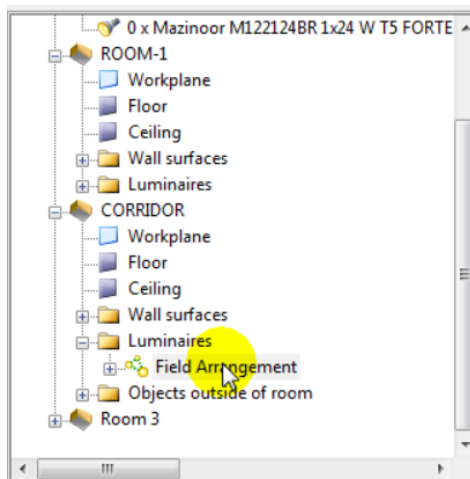 0 x Mazinoor M122124BR 1x24 W T5 FORTE
ROOM-1
Workplane
Floor
Ceiling
Wall surfaces
Luminaires
CORRIDOR
Workplane
Floor
Ceiling
Wall surfaces
Luminaires
Field Arrangement
Objects outside of room
Room 3